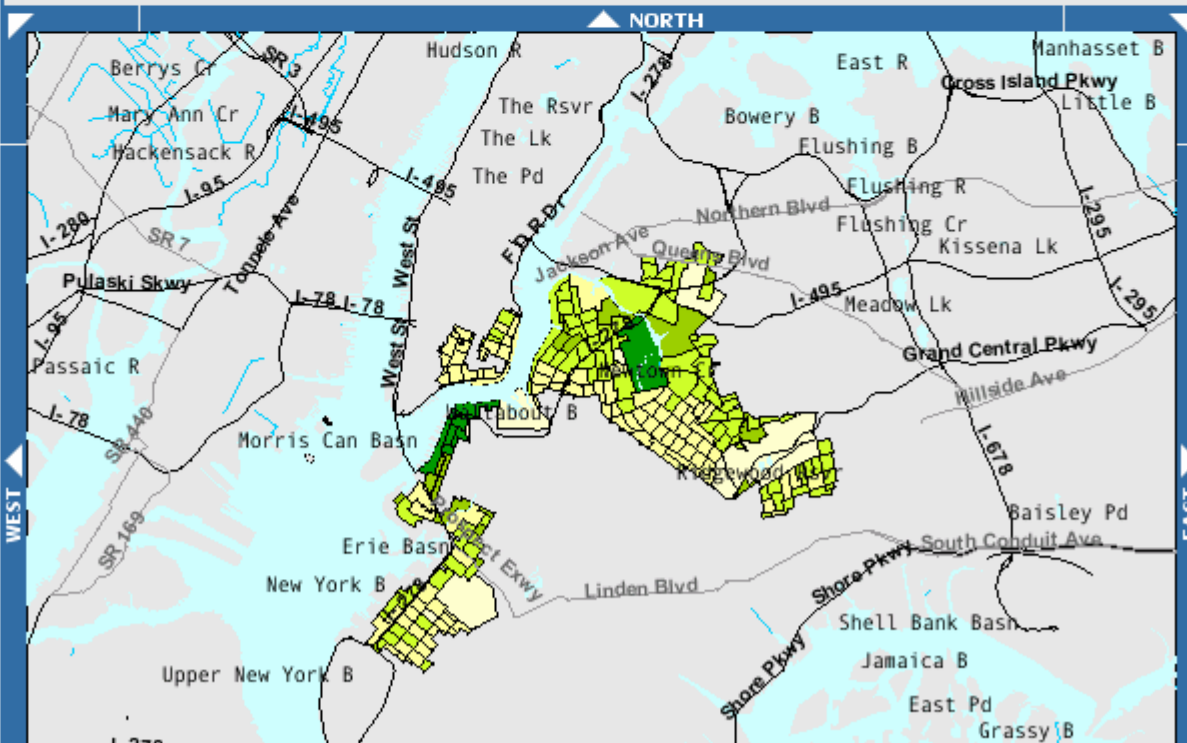 NORTH
Hudson R
Manhasset B
SR 3
Berrys Cr
I-278
East R
Cross Island Pkwy
Little B
The Rsvr
Mary Ann Cr
I-495
Bowery B
The Lk
Flushing B
Hackensack R
The Pd
I-495
I-95
Flushing R
Northern Blvd
I-295
Flushing Cr
I-280
SR 7
Tonnele Ave
West St
F D R Dr
Jackson Ave
Queens Blvd
Kissena Lk
Pulaski Skwy
I-78
I-78
I-495
Meadow Lk
I-295
I-95
West St
Grand Central Pkwy
Passaic R
Hillside Ave
I-78
SR 440
Morris Can Basn
Wallabout B
I-678
Ridgewood Rsvr
WEST
EAST
SR 169
Prospect Exwy
Baisley Pd
South Conduit Ave
Erie Basn
Shore Pkwy
New York B
I-278
Linden Blvd
Shell Bank Basn
Jamaica B
Upper New York B
Shore Pkwy
East Pd
Grassy B
I-278